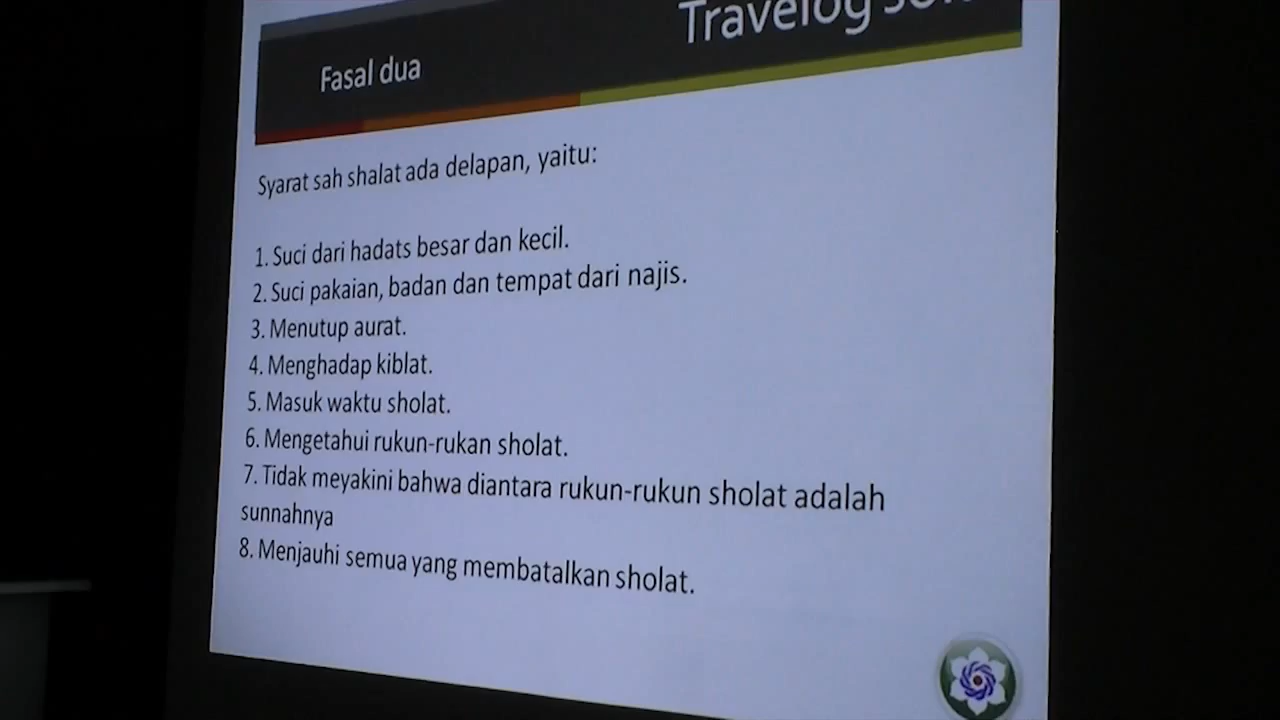 Travelog
Fasal dua
Syarat sah shalat ada delapan, yaitu:
1. Suci dari hadats besar dan kecil.
2. Suci pakaian, badan dan tempat dari najis.
3. Menutup aurat.
4. Menghadap kiblat.
5. Masuk waktu sholat.
6. Mengetahui rukun-rukan sholat.
7. Tidak meyakini bahwa diantara rukun-rukun sholat adalah
sunnahnya
8. Menjauhi semua yang membatalkan sholat.